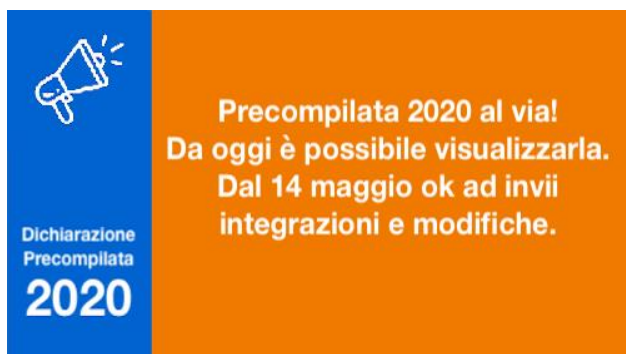 Dichiarazione
Precompilata
2020
Precompilata 2020 al via!
Da oggi è possibile visualizzarla.
Dal 14 maggio ok ad invii
integrazioni e modifiche.